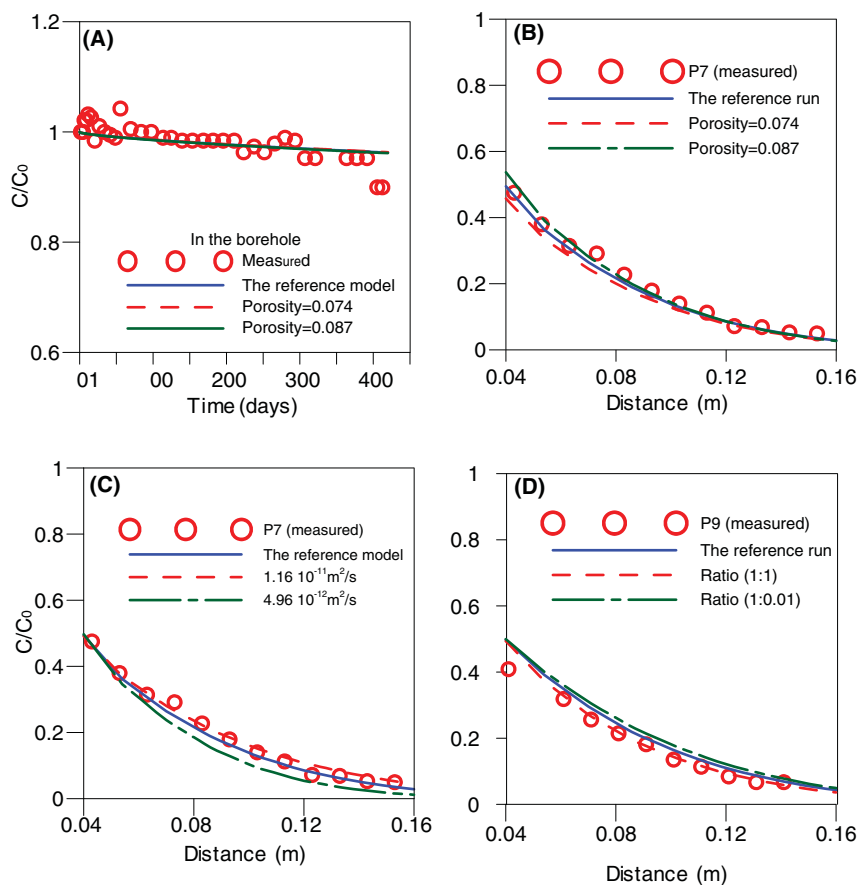 (A)
1.2
1
0.8
0.6
C/C0
In the borehole
Measured
The reference model
Porosity=0.074
Porosity=0.087
01 00 200 300 400
Time (days)
(B)
1
0.8
0.6
0.4
0.2
0
P7 (measured)
The reference run
Porosity=0.074
Porosity=0.087
0.04 0.08 0.12 0.16
Distance (m)
(C)
1
0.8
0.6
0.4
0.2
0
C/C0
P7 (measured)
The reference model
1.16 10-11m2/s
4.96 10-12m2/s
0.04 0.08 0.12 0.16
Distance (m)
(D)
1
0.8
0.6
0.4
0.2
0
P9 (measured)
The reference run
Ratio (1:1)
Ratio (1:0.01)
0.04 0.08 0.12 0.16
Distance (m)